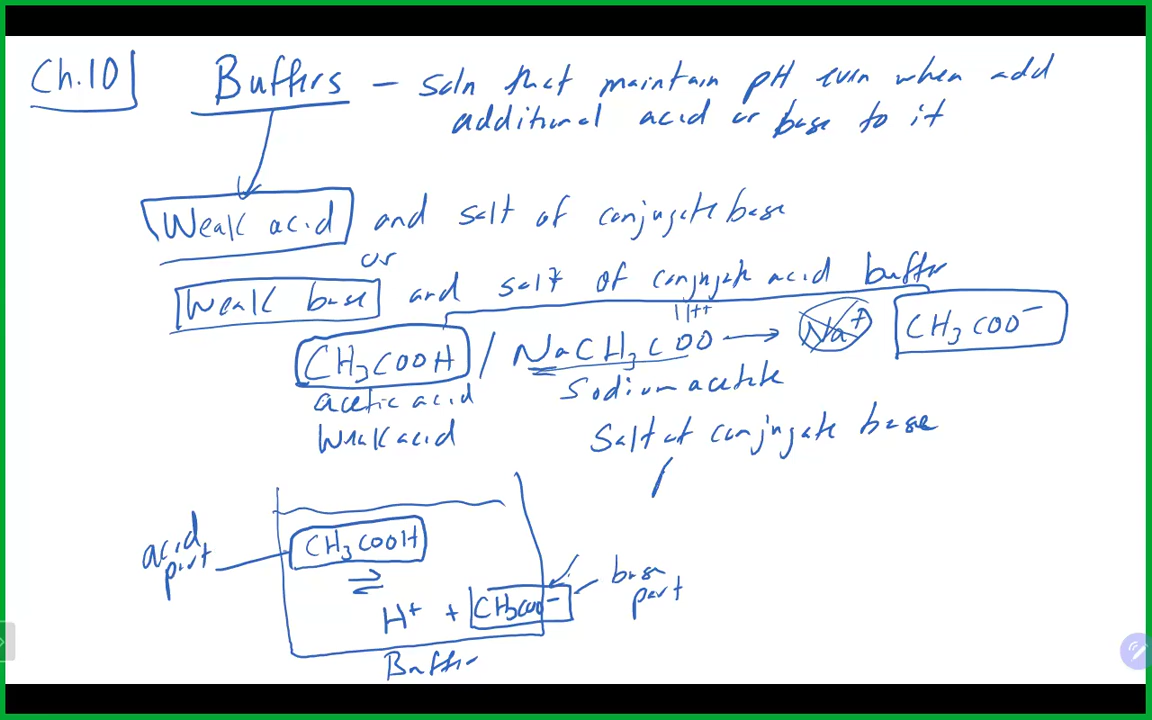 Ch.10 Buffers — soln that maintain pH even when add
additional acid or base to it
Weak acid and salt of conjugate base
or
Weak base and salt of conjugate acid buffer
CH3COOH / NaCH3COO → Na+ CH3COO−
acetic acid Sodium acetate
Weak acid Salt of conjugate base
acid part
CH3COOH
⇌
H+ + CH3COO− base part
Buffer